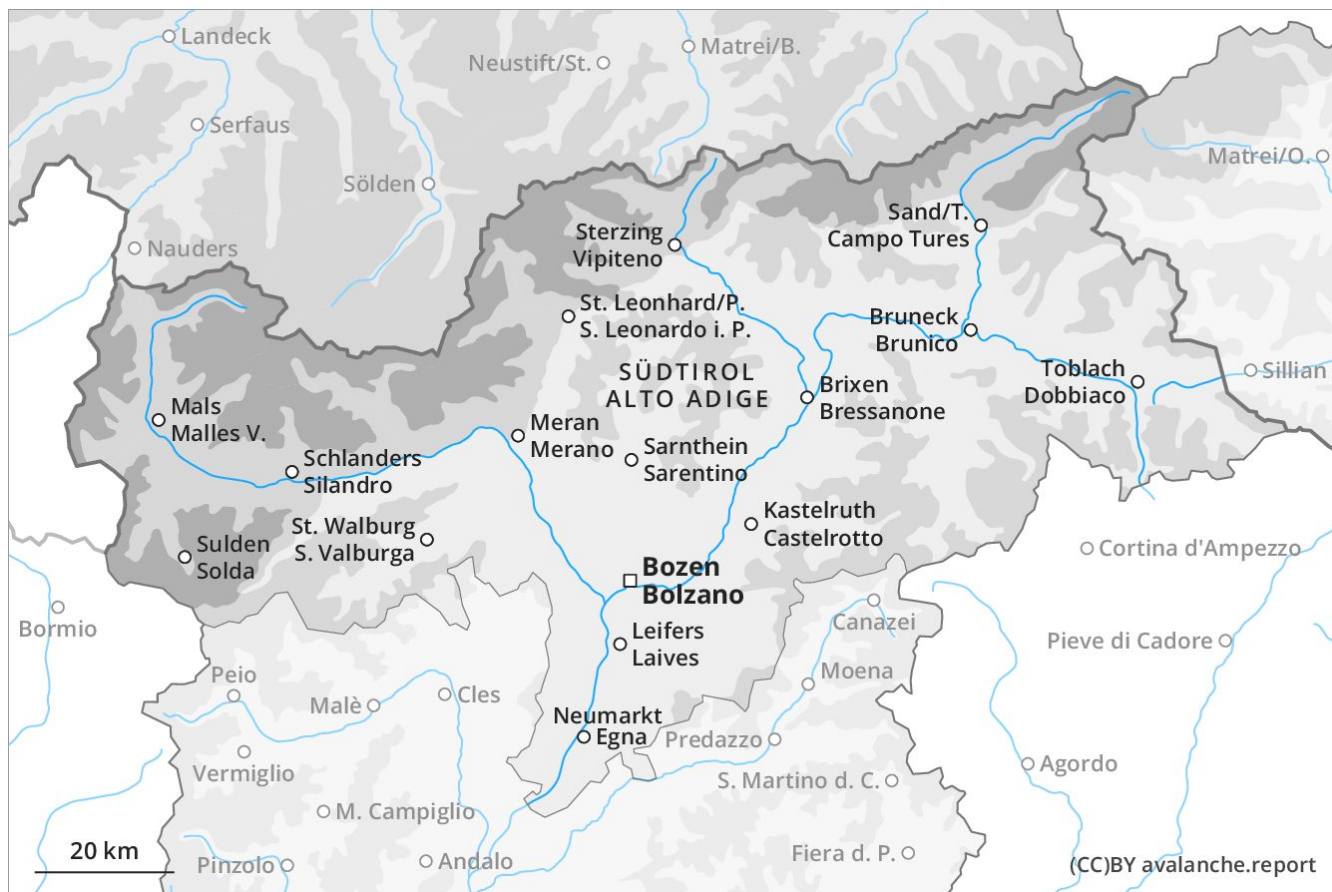 Landeck
Matrei/B.
Neustift/St.
Serfaus
Matrei/O.
Sölden
Sand/T.
Campo Tures
Sterzing
Vipiteno
Nauders
St. Leonhard/P.
S. Leonardo i. P.
Bruneck
Brunico
SÜDTIROL
ALTO ADIGE
Toblach
Dobbiaco
Sillian
Brixen
Bressanone
Mals
Malles V.
Meran
Merano
Sarnthein
Sarentino
Schlanders
Silandro
Kastelruth
Castelrotto
St. Walburg
S. Valburga
Sulden
Solda
Cortina d'Ampezzo
Bozen
Bolzano
Bormio
Canazei
Leifers
Laives
Pieve di Cadore
Peio
Moena
Malè
Cles
Neumarkt
Egna
Predazzo
Vermiglio
Agordo
S. Martino d. C.
M. Campiglio
20 km
Pinzolo
Andalo
Fiera d. P.
(CC)BY avalanche.report